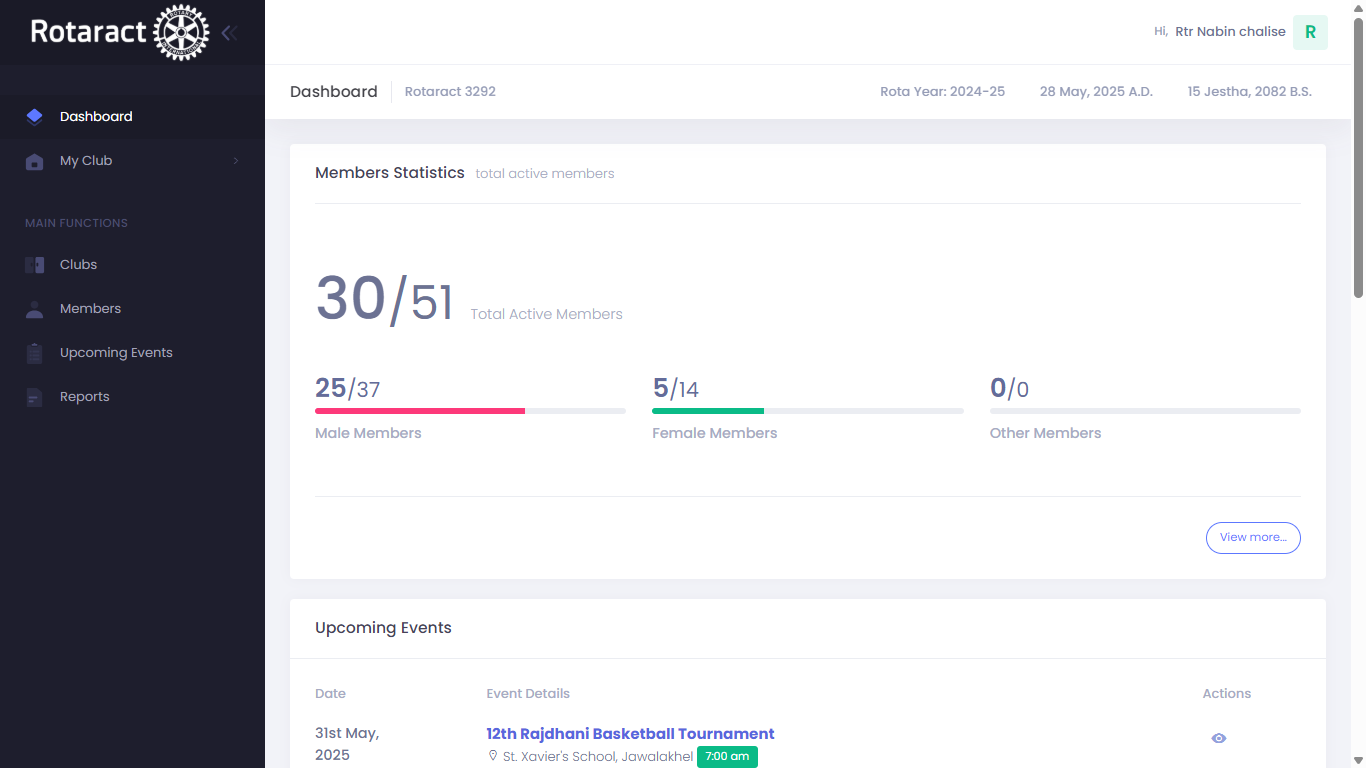 Rotaract
ROTARY
INTERNATIONAL
Hi, Rtr Nabin chalise R
Dashboard
My Club
MAIN FUNCTIONS
Clubs
Members
Upcoming Events
Reports
Dashboard Rotaract 3292 Rota Year: 2024-25 28 May, 2025 A.D. 15 Jestha, 2082 B.S.
Members Statistics total active members
30/51 Total Active Members
25/37 5/14 0/0
Male Members Female Members Other Members
View more...
Upcoming Events
Date Event Details Actions
31st May, 12th Rajdhani Basketball Tournament
2025 St. Xavier's School, Jawalakhel 7:00 am